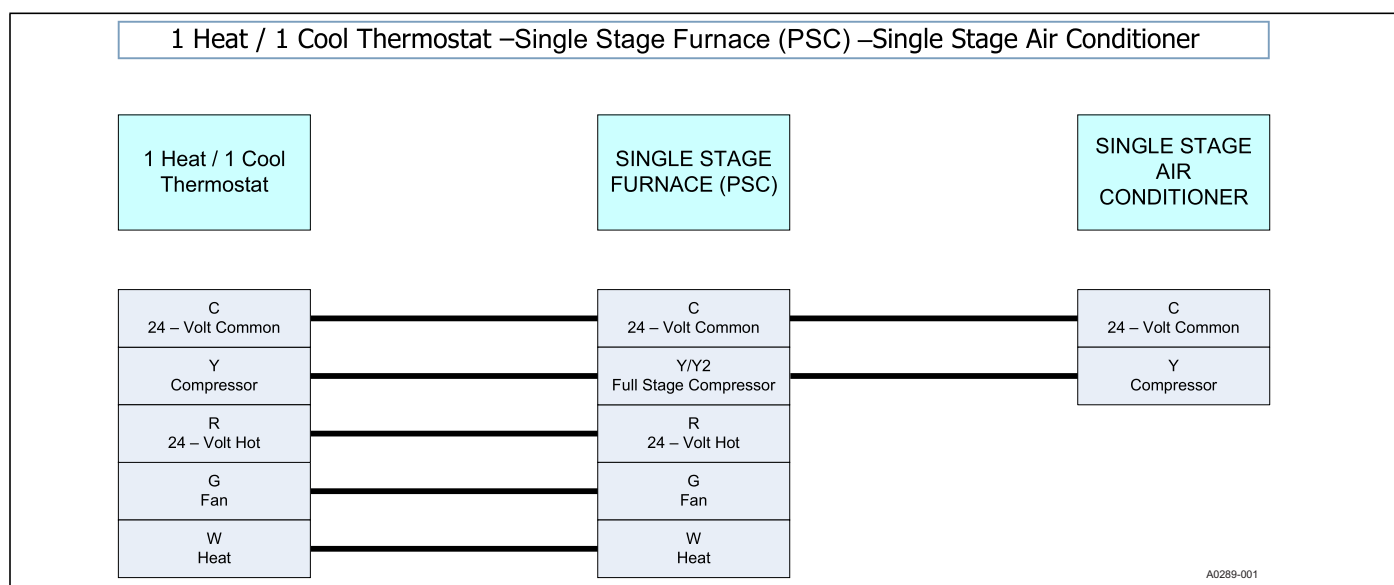 1 Heat / 1 Cool Thermostat –Single Stage Furnace (PSC) –Single Stage Air Conditioner
1 Heat / 1 Cool
Thermostat
SINGLE STAGE
FURNACE (PSC)
SINGLE STAGE
AIR
CONDITIONER
C
24 – Volt Common
C
24 – Volt Common
C
24 – Volt Common
Y
Compressor
Y/Y2
Full Stage Compressor
Y
Compressor
R
24 – Volt Hot
R
24 – Volt Hot
G
Fan
G
Fan
W
Heat
W
Heat
A0289-001